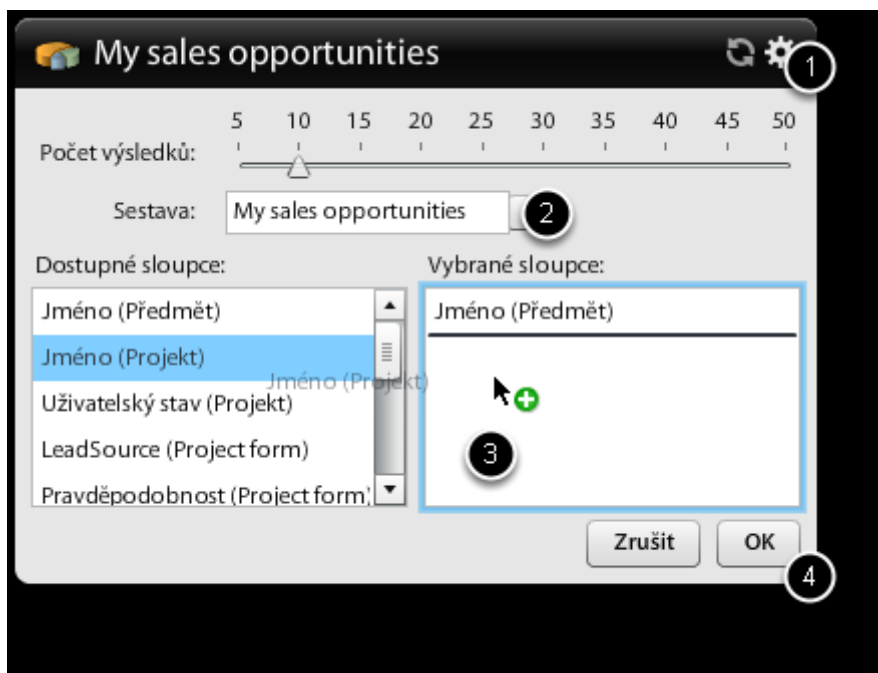 My sales opportunities
1
5 10 15 20 25 30 35 40 45 50
Počet výsledků:
Sestava: My sales opportunities 2
Dostupné sloupce: Vybrané sloupce:
Jméno (Předmět) Jméno (Předmět)
Jméno (Projekt)
Jméno (Projekt)
Uživatelský stav (Projekt)
LeadSource (Project form) 3
Pravděpodobnost (Project form)
Zrušit OK
4